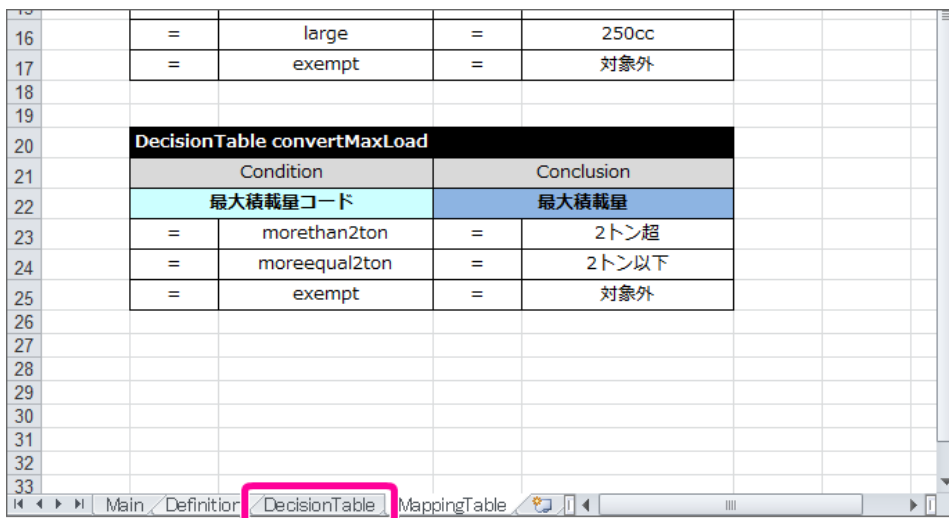 16 = large = 250cc
17 = exempt = 対象外
18
19
20 DecisionTable convertMaxLoad
21 Condition Conclusion
22 最大積載量コード 最大積載量
23 = morethan2ton = 2トン超
24 = moreequal2ton = 2トン以下
25 = exempt = 対象外
26
27
28
29
30
31
32
33
Main Definition DecisionTable MappingTable